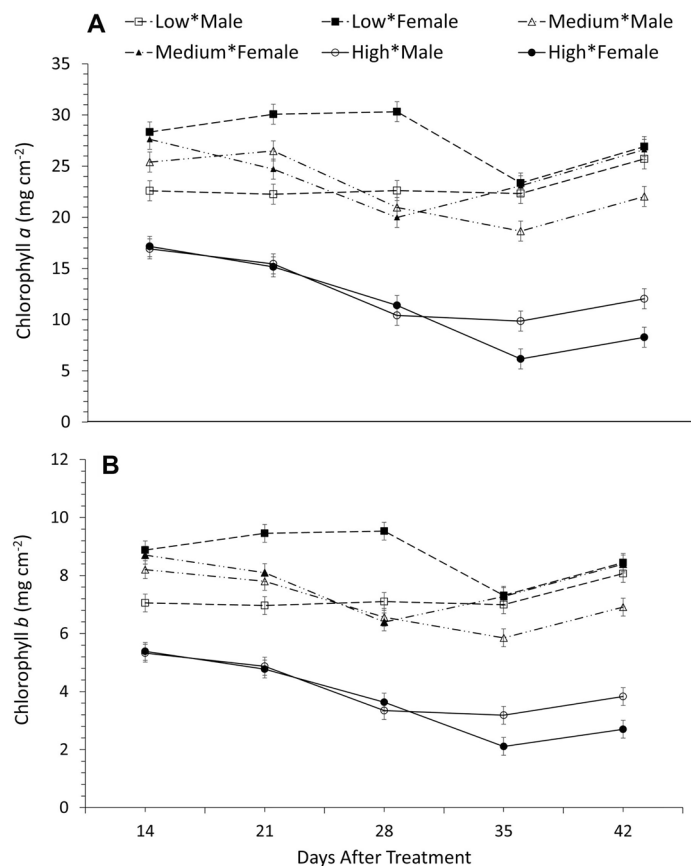 A
Low*Male Low*Female Medium*Male
Medium*Female High*Male High*Female
Chlorophyll a (mg cm-2)
35
30
25
20
15
10
5
0
B
Chlorophyll b (mg cm-2)
12
10
8
6
4
2
0
14 21 28 35 42
Days After Treatment